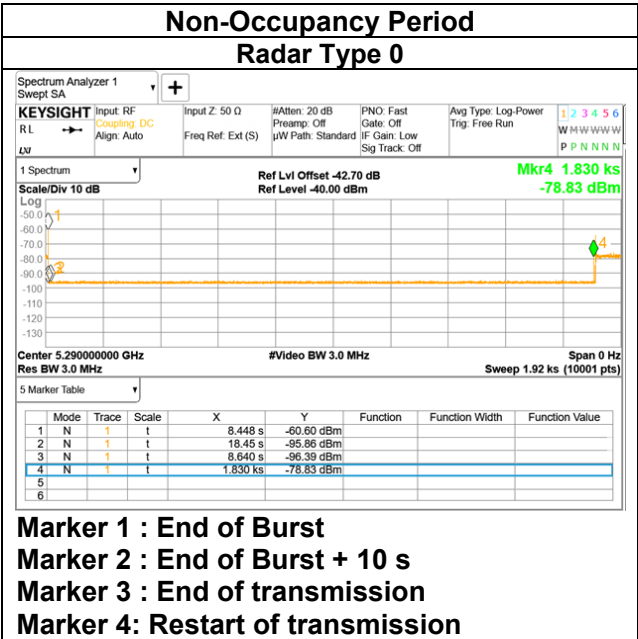 Non-Occupancy Period
Radar Type 0
Spectrum Analyzer 1
Swept SA
+
KEYSIGHT Input: RF Input Z: 50 Ω #Atten: 20 dB PNO: Fast Avg Type: Log-Power 1 2 3 4 5 6
RL Coupling: DC Preamp: Off Gate: Off Trig: Free Run W W W W W W
Align: Auto Freq Ref: Ext (S) µW Path: Standard IF Gain: Low
Sig Track: Off P P N N N N
LXI
1 Spectrum Ref Lvl Offset -42.70 dB Mkr4 1.830 ks
Scale/Div 10 dB Ref Level -40.00 dBm -78.83 dBm
Log
-50.0 1
-60.0
-70.0 4
-80.0
-90.0 2
-100
-110
-120
-130
Center 5.290000000 GHz #Video BW 3.0 MHz Span 0 Hz
Res BW 3.0 MHz Sweep 1.92 ks (10001 pts)
5 Marker Table
Mode Trace Scale X Y Function Function Width Function Value
1 N 1 t 8.448 s -60.60 dBm
2 N 1 t 18.45 s -95.86 dBm
3 N 1 t 8.640 s -96.39 dBm
4 N 1 t 1.830 ks -78.83 dBm
5
6
Marker 1 : End of Burst
Marker 2 : End of Burst + 10 s
Marker 3 : End of transmission
Marker 4: Restart of transmission